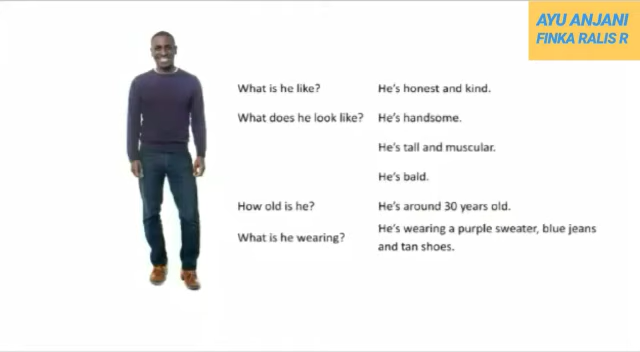 AYU ANJANI
FINKA RALIS R
What is he like? He's honest and kind.
What does he look like? He's handsome.
He's tall and muscular.
He's bald.
How old is he? He's around 30 years old.
What is he wearing? He's wearing a purple sweater, blue jeans
and tan shoes.